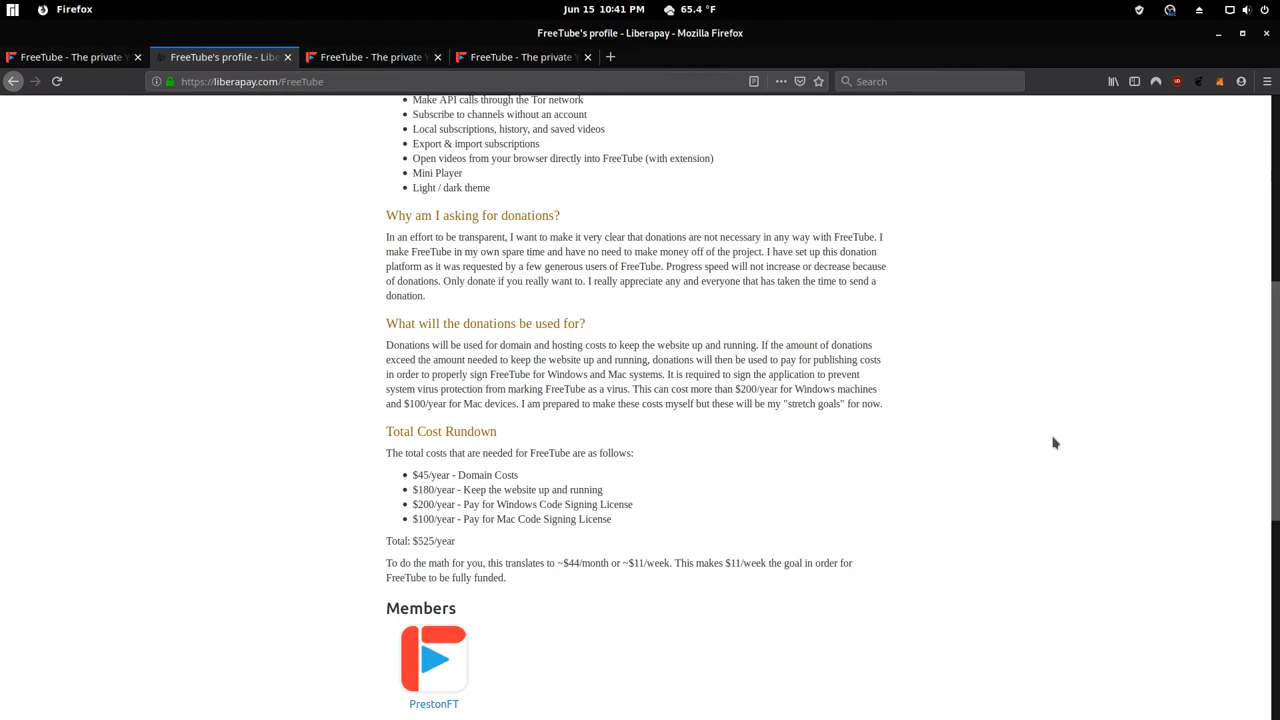 Firefox
Jun 15 10:41 PM
65.4 °F
FreeTube's profile - Liberapay - Mozilla Firefox
FreeTube - The private Y
FreeTube's profile - Libe
FreeTube - The private Y
FreeTube - The private Y
https://liberapay.com/FreeTube
Search
Make API calls through the Tor network
Subscribe to channels without an account
Local subscriptions, history, and saved videos
Export & import subscriptions
Open videos from your browser directly into FreeTube (with extension)
Mini Player
Light / dark theme
Why am I asking for donations?
In an effort to be transparent, I want to make it very clear that donations are not necessary in any way with FreeTube. I
make FreeTube in my own spare time and have no need to make money off of the project. I have set up this donation
platform as it was requested by a few generous users of FreeTube. Progress speed will not increase or decrease because
of donations. Only donate if you really want to. I really appreciate any and everyone that has taken the time to send a
donation.
What will the donations be used for?
Donations will be used for domain and hosting costs to keep the website up and running. If the amount of donations
exceed the amount needed to keep the website up and running, donations will then be used to pay for publishing costs
in order to properly sign FreeTube for Windows and Mac systems. It is required to sign the application to prevent
system virus protection from marking FreeTube as a virus. This can cost more than $200/year for Windows machines
and $100/year for Mac devices. I am prepared to make these costs myself but these will be my "stretch goals" for now.
Total Cost Rundown
The total costs that are needed for FreeTube are as follows:
$45/year - Domain Costs
$180/year - Keep the website up and running
$200/year - Pay for Windows Code Signing License
$100/year - Pay for Mac Code Signing License
Total: $525/year
To do the math for you, this translates to ~$44/month or ~$11/week. This makes $11/week the goal in order for
FreeTube to be fully funded.
Members
PrestonFT